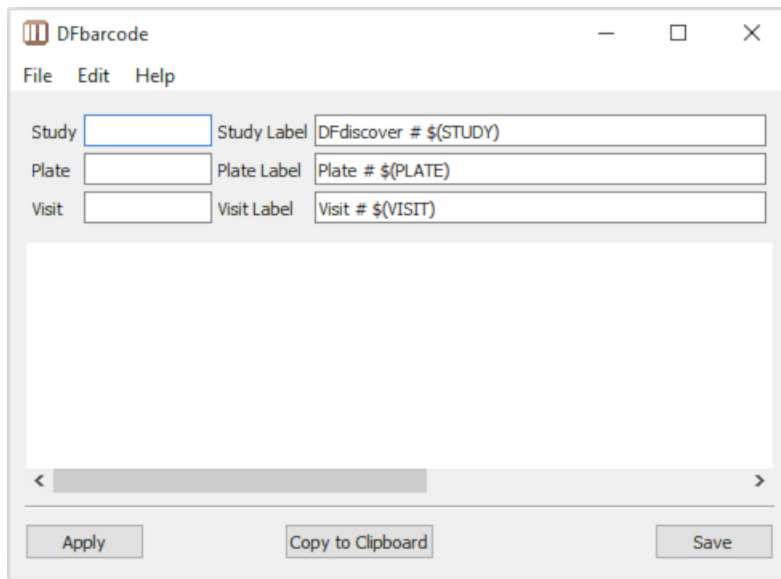 DFbarcode
File Edit Help
Study Study Label DFdiscover # $(STUDY)
Plate Plate Label Plate # $(PLATE)
Visit Visit Label Visit # $(VISIT)
Apply Copy to Clipboard Save